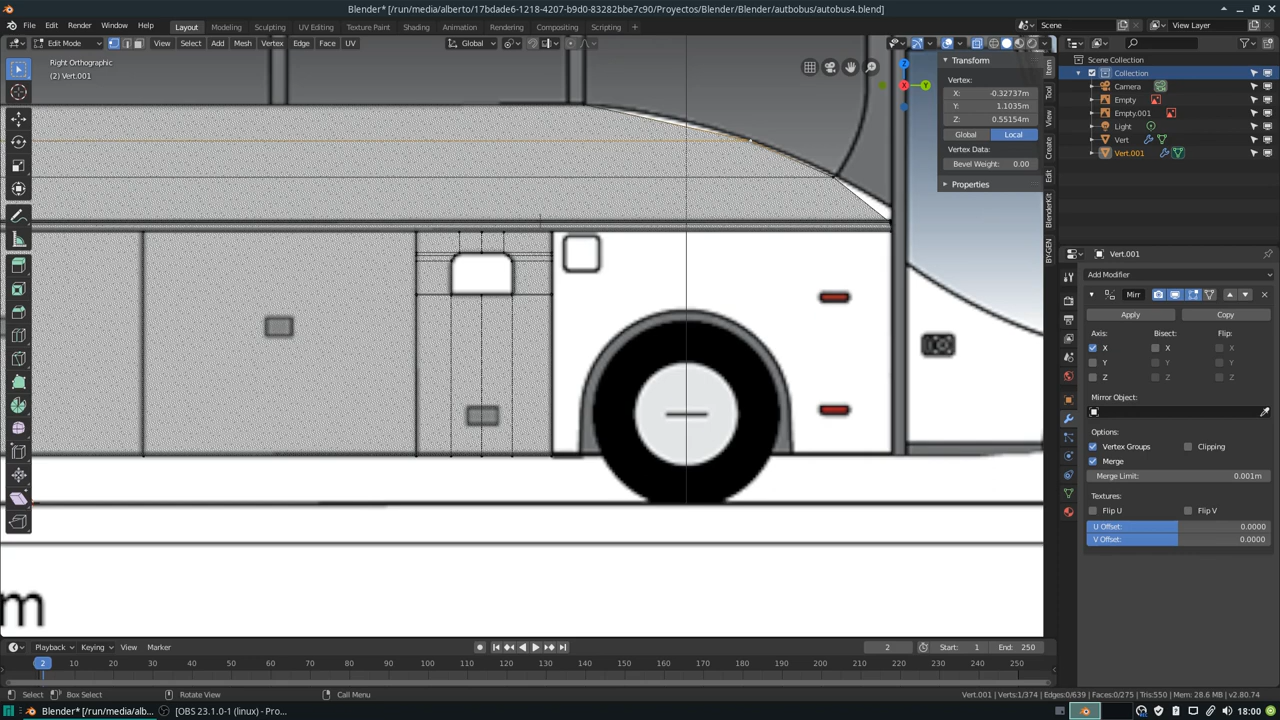 Blender* [/run/media/alberto/17bdade6-1218-4207-b9d0-83282bbe7c90/Proyectos/Blender/Blender/autbobus/autobus4.blend]
File Edit Render Window Help Layout Modeling Sculpting UV Editing Texture Paint Shading Animation Rendering Compositing Scripting Scene View Layer
Edit Mode View Select Add Mesh Vertex Edge Face UV Global
Right Orthographic
(2) Vert.001
Z
X
Y
Transform
Vertex:
X: -0.32737m
Y: 1.1035m
Z: 0.55154m
Global Local
Vertex Data:
Bevel Weight: 0.00
Properties
Item
Tool
View
Create
Edit
BlenderKit
BY-GEN
Scene Collection
Collection
Camera
Empty
Empty.001
Light
Vert
Vert.001
Vert.001
Add Modifier
Mirr
Apply Copy
Axis: Bisect: Flip:
X X X
Y Y Y
Z Z Z
Mirror Object:
Options:
Vertex Groups Clipping
Merge
Merge Limit: 0.001m
Textures:
Flip U Flip V
U Offset: 0.0000
V Offset: 0.0000
m
Playback Keying View Marker 2 Start: 1 End: 250
2 10 20 30 40 50 60 70 80 90 100 110 120 130 140 150 160 170 180 190 200 210 220 230 240 250
Select Box Select Rotate View Call Menu Vert.001 | Verts:1/374 | Edges:0/639 | Faces:0/275 | Tris:550 | Mem: 28.6 MB | v2.80.74
Blender* [/run/media/alb... [OBS 23.1.0-1 (linux) - Pro... 18:00